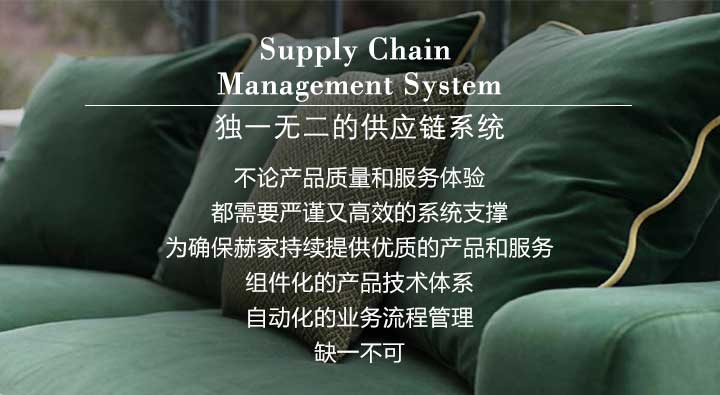 Supply Chain
Management System
独一无二的供应链系统
不论产品质量和服务体验
都需要严谨又高效的系统支撑
为确保赫家持续提供优质的产品和服务
组件化的产品技术体系
自动化的业务流程管理
缺一不可